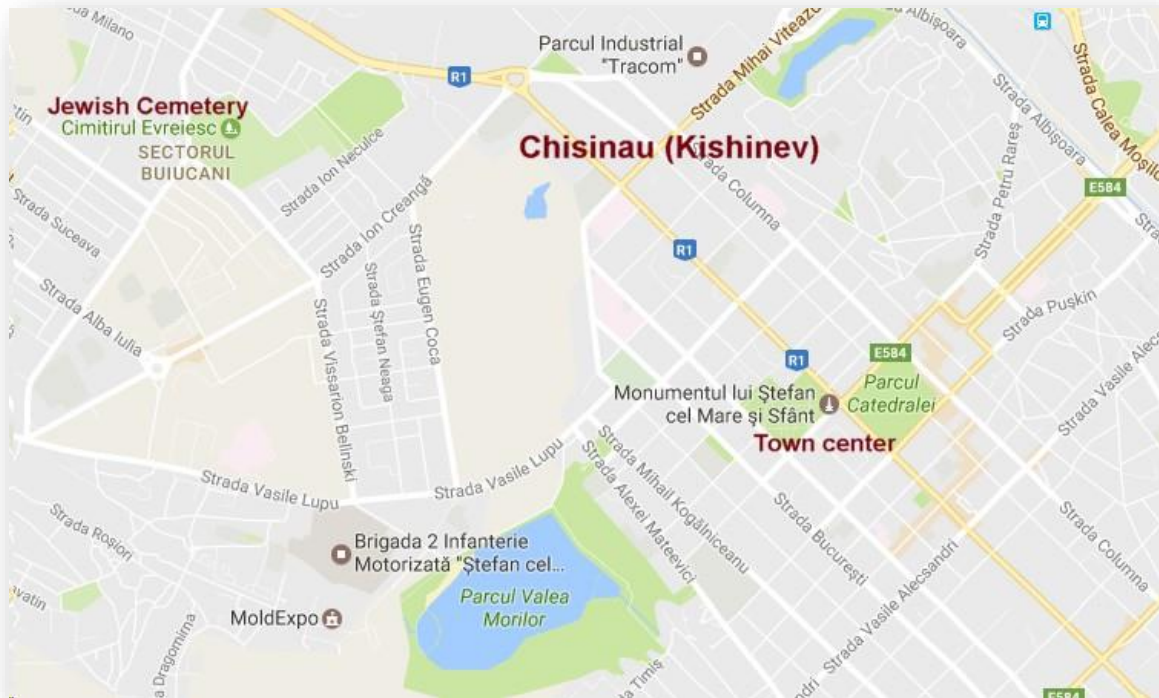 Strada Milano
Parcul Industrial
"Tracom"
Strada Mihai Viteazu
Albișoara
Strada Calea Moșilo
R1
Jewish Cemetery
Cimitirul Evreiesc
SECTORUL
BUIUCANI
Strada Ion Neculce
Chisinau (Kishinev)
Strada Columna
Strada Albișoara
Strada Petru Rareș
E584
Strada Suceava
Strada Ion Creangă
Strada Eugen Coca
Strada Ștefan Neaga
Strada Vissarion Belinski
Strada Alba Iulia
R1
Strada Pușkin
R1
E584
Strada Vasile Alecs
Monumentul lui Ștefan
cel Mare și Sfânt
Parcul
Catedralei
Town center
Strada Vasile Lupu
Strada Vasile Lupu
Strada Mihail Kogălniceanu
Strada Alexei Mateevici
Strada București
Strada Columna
Strada Roșiori
Brigada 2 Infanterie
Motorizată "Ștefan cel...
Parcul Valea
Morilor
Strada Vasile Alecsandri
MoldExpo
a Dragomirna
Timiș
E584